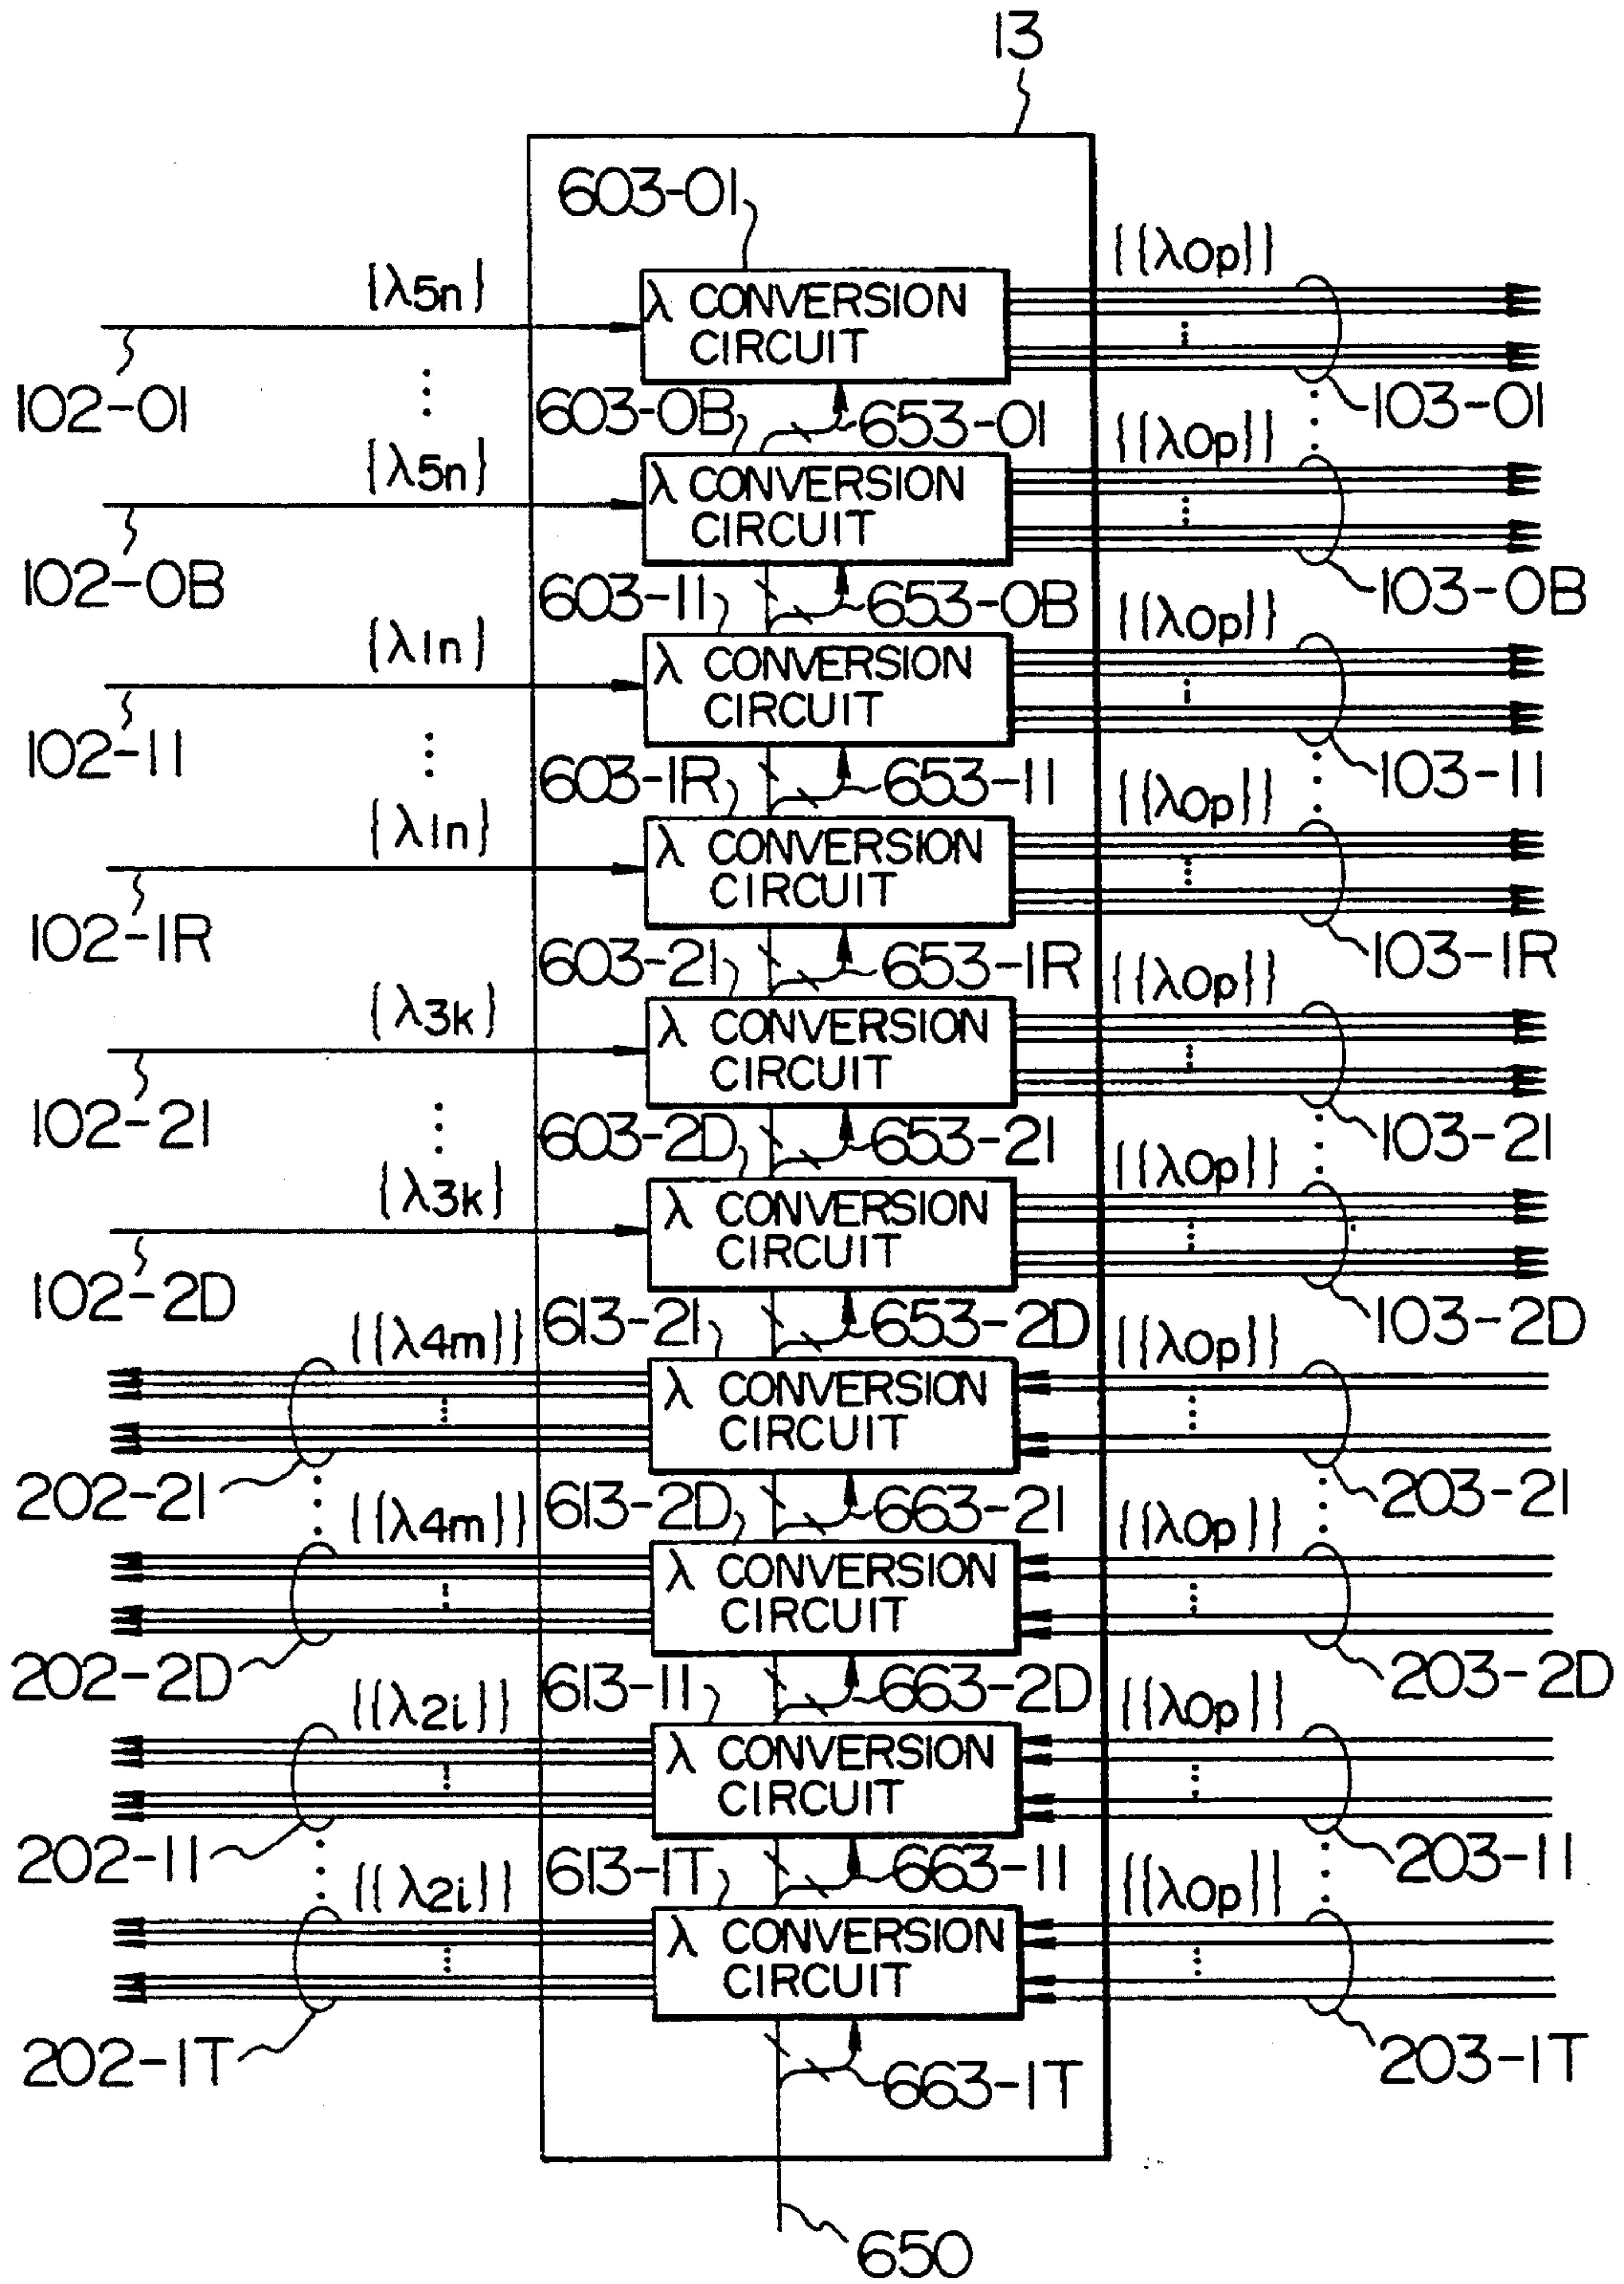 13
603-01
{λ5n}
{{λ0p}}
λ CONVERSION
CIRCUIT
102-01
103-01
603-0B
653-01
{λ5n}
{{λ0p}}
λ CONVERSION
CIRCUIT
102-0B
103-0B
603-11
653-0B
{λ1n}
{{λ0p}}
λ CONVERSION
CIRCUIT
102-11
103-11
603-1R
653-11
{λ1n}
{{λ0p}}
λ CONVERSION
CIRCUIT
102-1R
103-1R
603-21
653-1R
{λ3k}
{{λ0p}}
λ CONVERSION
CIRCUIT
102-21
103-21
603-2D
653-21
{λ3k}
{{λ0p}}
λ CONVERSION
CIRCUIT
102-2D
103-2D
613-21
653-2D
{{λ4m}}
{{λ0p}}
λ CONVERSION
CIRCUIT
202-21
203-21
613-2D
663-21
{{λ4m}}
{{λ0p}}
λ CONVERSION
CIRCUIT
202-2D
203-2D
613-11
663-2D
{{λ2i}}
{{λ0p}}
λ CONVERSION
CIRCUIT
202-11
203-11
613-1T
663-11
{{λ2i}}
{{λ0p}}
λ CONVERSION
CIRCUIT
202-1T
203-1T
663-1T
650